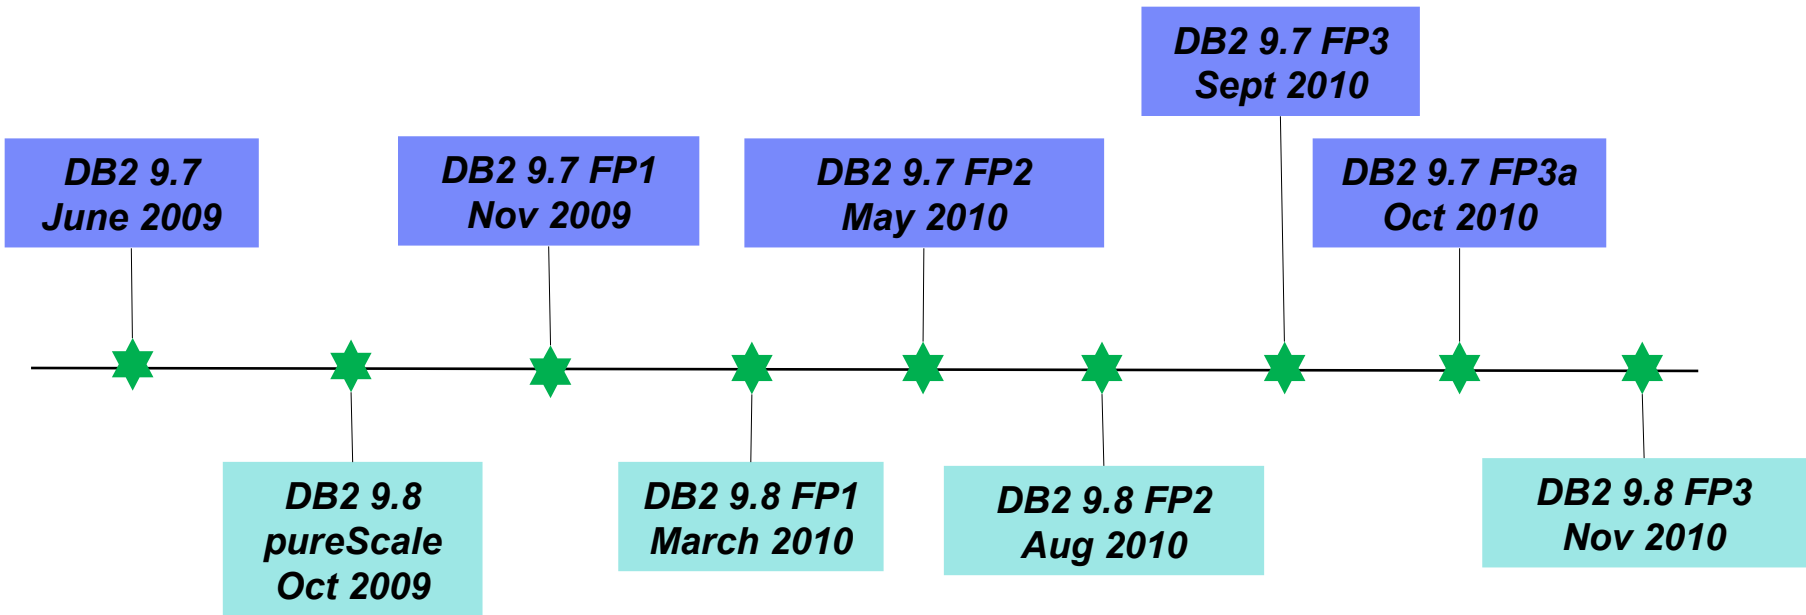 DB2 9.7 FP3
Sept 2010
DB2 9.7
June 2009
DB2 9.7 FP1
Nov 2009
DB2 9.7 FP2
May 2010
DB2 9.7 FP3a
Oct 2010
DB2 9.8
pureScale
Oct 2009
DB2 9.8 FP1
March 2010
DB2 9.8 FP2
Aug 2010
DB2 9.8 FP3
Nov 2010